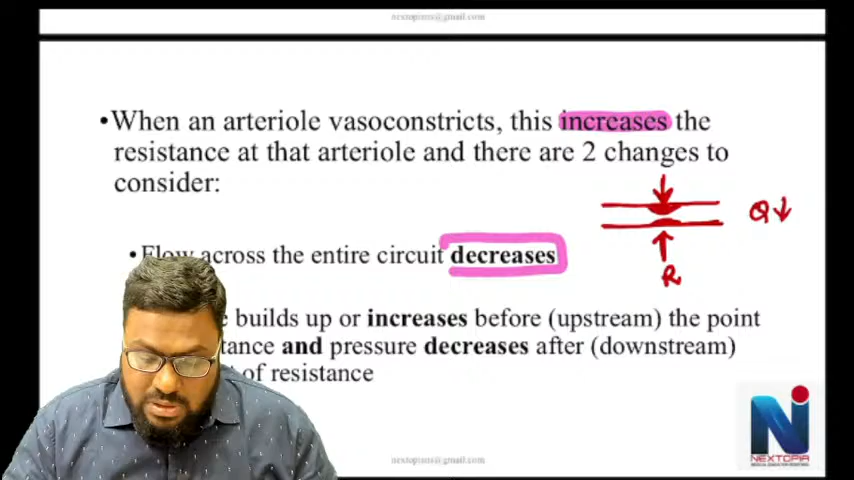 nextopians@gmail.com
•When an arteriole vasoconstricts, this increases the
resistance at that arteriole and there are 2 changes to
consider:
Q↓
•Flow across the entire circuit decreases
R
builds up or increases before (upstream) the point
and pressure decreases after (downstream)
of resistance
N
NEXTOPIA
nextopians@gmail.com